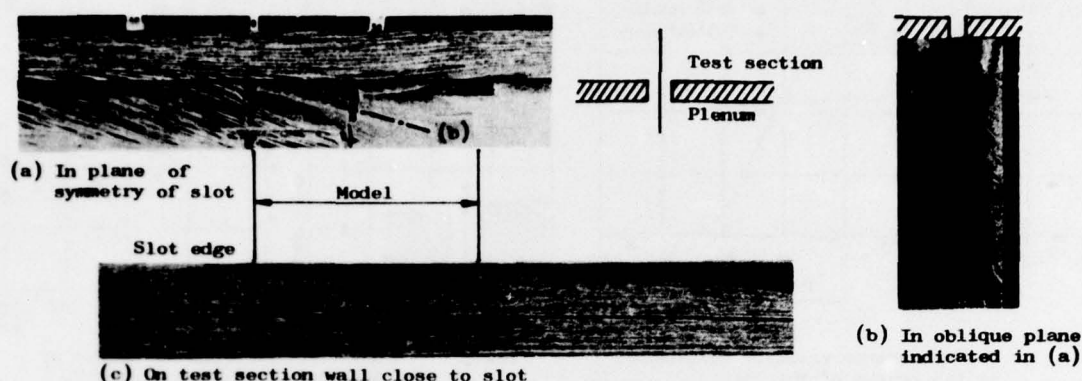 Test section
Plenum
(b)
(a) In plane of
symmetry of slot
Model
Slot edge
(b) In oblique plane
indicated in (a)
(c) On test section wall close to slot